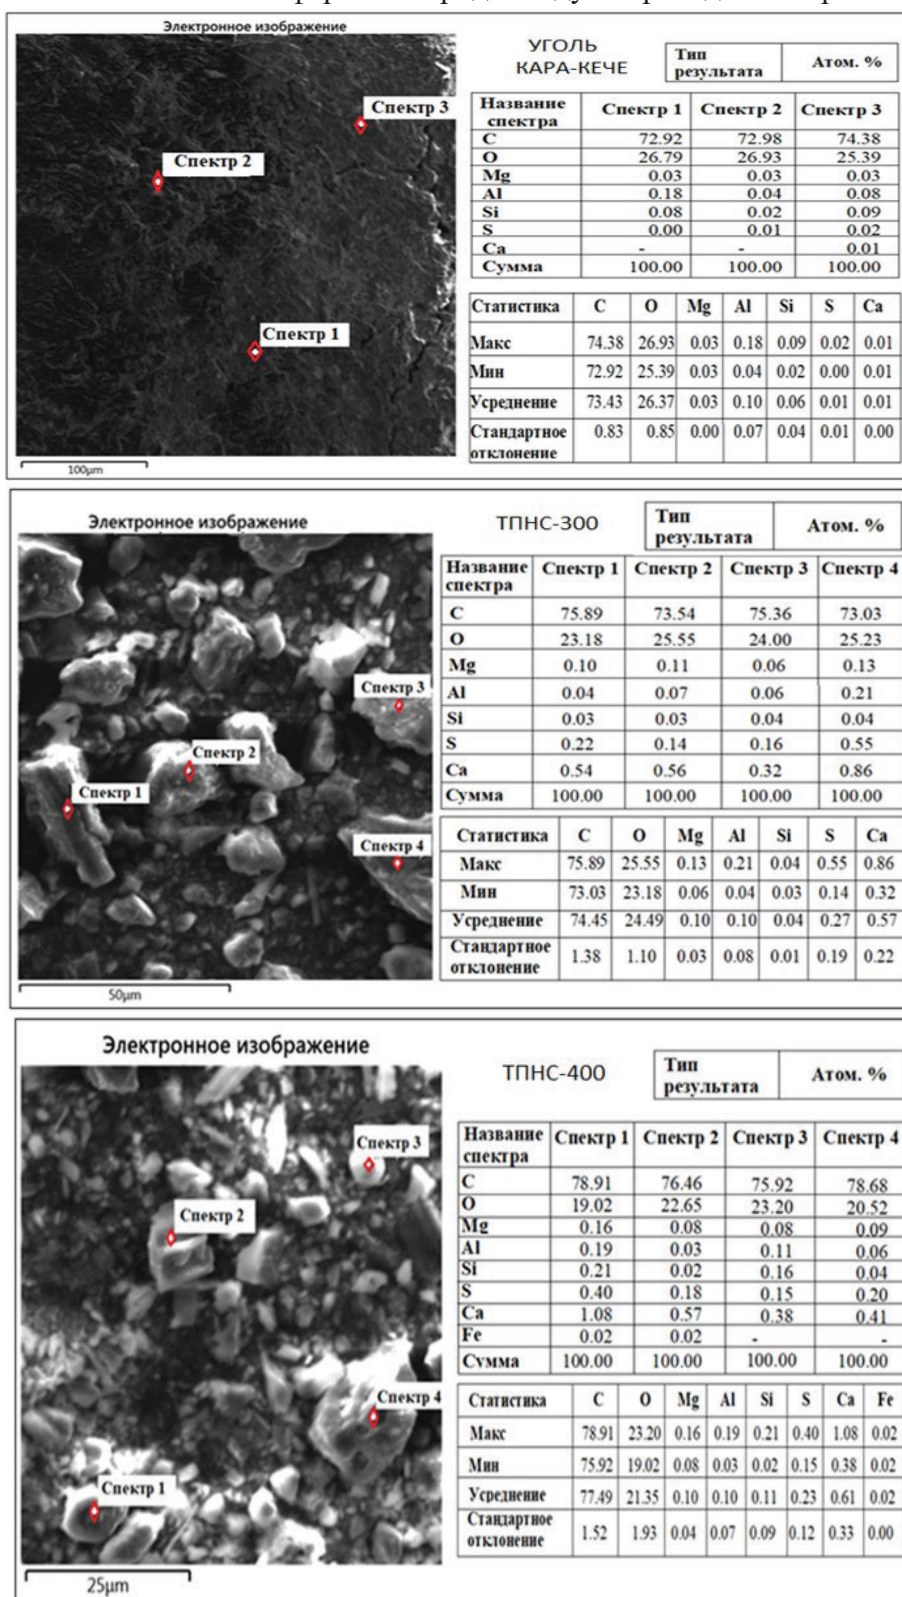 Электронное изображение
Спектр 3
Спектр 2
Спектр 1
100µm
УГОЛЬ
КАРА-КЕЧЕ
Тип результата Атом. %
Название спектра Спектр 1 Спектр 2 Спектр 3
C 72.92 72.98 74.38
O 26.79 26.93 25.39
Mg 0.03 0.03 0.03
Al 0.18 0.04 0.08
Si 0.08 0.02 0.09
S 0.00 0.01 0.02
Ca - - 0.01
Сумма 100.00 100.00 100.00
Статистика C O Mg Al Si S Ca
Макс 74.38 26.93 0.03 0.18 0.09 0.02 0.01
Мин 72.92 25.39 0.03 0.04 0.02 0.00 0.01
Усреднение 73.43 26.37 0.03 0.10 0.06 0.01 0.01
Стандартное отклонение 0.83 0.85 0.00 0.07 0.04 0.01 0.00
Электронное изображение
Спектр 3
Спектр 2
Спектр 1
Спектр 4
50µm
ТПНС-300
Тип результата Атом. %
Название спектра Спектр 1 Спектр 2 Спектр 3 Спектр 4
C 75.89 73.54 75.36 73.03
O 23.18 25.55 24.00 25.23
Mg 0.10 0.11 0.06 0.13
Al 0.04 0.07 0.06 0.21
Si 0.03 0.03 0.04 0.04
S 0.22 0.14 0.16 0.55
Ca 0.54 0.56 0.32 0.86
Сумма 100.00 100.00 100.00 100.00
Статистика C O Mg Al Si S Ca
Макс 75.89 25.55 0.13 0.21 0.04 0.55 0.86
Мин 73.03 23.18 0.06 0.04 0.03 0.14 0.32
Усреднение 74.45 24.49 0.10 0.10 0.04 0.27 0.57
Стандартное отклонение 1.38 1.10 0.03 0.08 0.01 0.19 0.22
Электронное изображение
Спектр 3
Спектр 2
Спектр 4
Спектр 1
25µm
ТПНС-400
Тип результата Атом. %
Название спектра Спектр 1 Спектр 2 Спектр 3 Спектр 4
C 78.91 76.46 75.92 78.68
O 19.02 22.65 23.20 20.52
Mg 0.16 0.08 0.08 0.09
Al 0.19 0.03 0.11 0.06
Si 0.21 0.02 0.16 0.04
S 0.40 0.18 0.15 0.20
Ca 1.08 0.57 0.38 0.41
Fe 0.02 0.02 - -
Сумма 100.00 100.00 100.00 100.00
Статистика C O Mg Al Si S Ca Fe
Макс 78.91 23.20 0.16 0.19 0.21 0.40 1.08 0.02
Мин 75.92 19.02 0.08 0.03 0.02 0.15 0.38 0.02
Усреднение 77.49 21.35 0.10 0.10 0.11 0.23 0.61 0.02
Стандартное отклонение 1.52 1.93 0.04 0.07 0.09 0.12 0.33 0.00